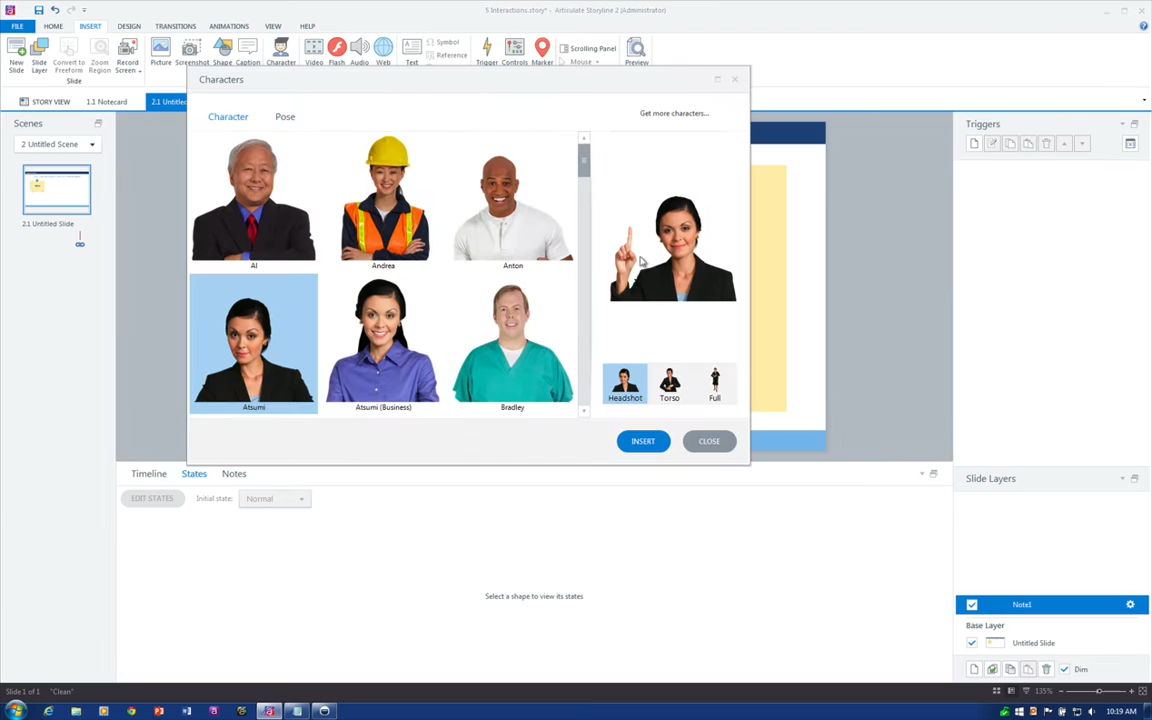 5 Interactions.story* - Articulate Storyline 2 (Administrator)
FILE HOME INSERT DESIGN TRANSITIONS ANIMATIONS VIEW HELP
New Slide
Slide Layer
Convert to Freeform
Zoom Region
Record Screen
Picture
Screenshot
Shape
Caption
Character
Video
Flash
Audio
Web
Text
Symbol
Reference
Trigger
Controls
Marker
Scrolling Panel
Mouse
Preview
Slide
Characters
STORY VIEW
1.1 Notecard
2.1 Untitled
Scenes
2 Untitled Scene
2.1 Untitled Slide
Character
Pose
Get more characters...
Al
Andrea
Anton
Atsumi
Atsumi (Business)
Bradley
Headshot
Torso
Full
INSERT
CLOSE
Triggers
Timeline
States
Notes
EDIT STATES
Initial state:
Normal
Select a shape to view its states
Slide Layers
Note1
Base Layer
Untitled Slide
Dim
Slide 1 of 1
"Clean"
135%
10:19 AM